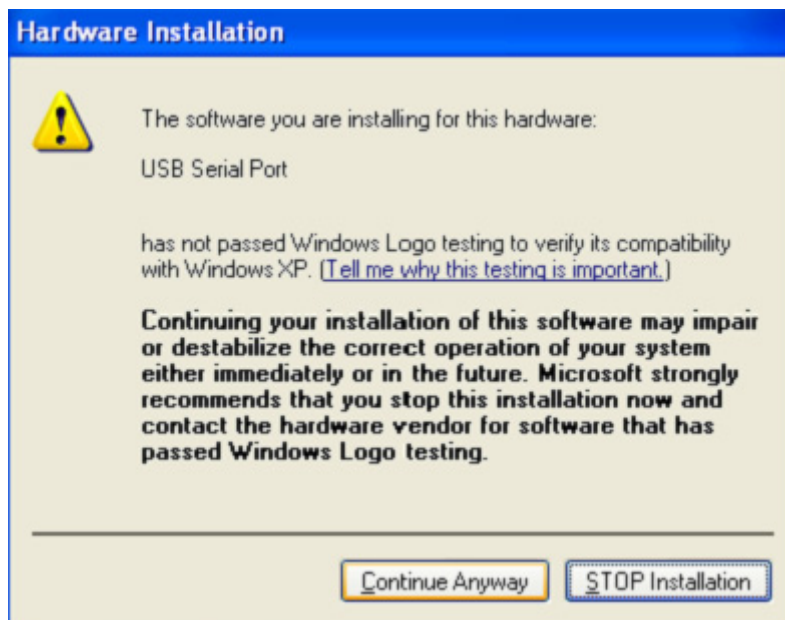 Hardware Installation
The software you are installing for this hardware:
USB Serial Port
has not passed Windows Logo testing to verify its compatibility
with Windows XP. (Tell me why this testing is important.)
Continuing your installation of this software may impair
or destabilize the correct operation of your system
either immediately or in the future. Microsoft strongly
recommends that you stop this installation now and
contact the hardware vendor for software that has
passed Windows Logo testing.
Continue Anyway STOP Installation